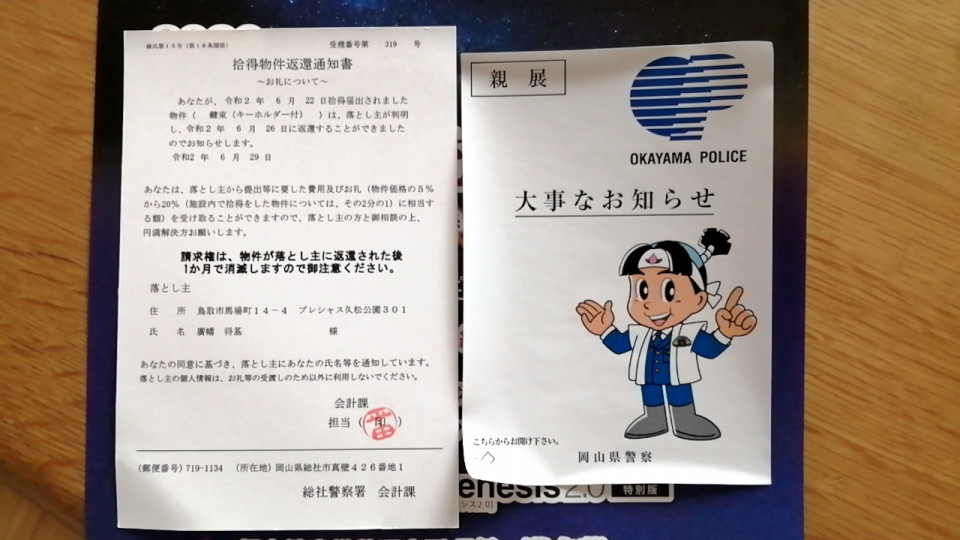 様式第15号(第18条関係)
受理番号第 319 号
拾得物件返還通知書
~お礼について~
あなたが、令和2 年 6 月 22 日拾得届出されました
物件( 鍵束(キーホルダー付) )は、落とし主が判明
し、令和2 年 6 月 26 日に返還することができました
のでお知らせします。
令和2 年 6 月 29 日
あなたは、落とし主から提出等に要した費用及びお礼(物件価格の5%
から20%(施設内で拾得をした物件については、その2分の1)に相当す
る額)を受け取ることができますので、落とし主の方と御相談の上、
円満解決方お願いします。
請求権は、物件が落とし主に返還された後
1か月で消滅しますので御注意ください。
落とし主
住 所 鳥取市馬場町14-4 プレシャス久松公園301
氏 名 廣幡 将基 様
あなたの同意に基づき、落とし主にあなたの氏名等を通知しています。
落とし主の個人情報は、お礼等の受渡しのため以外に利用しないでください。
会計課
担当( 印 )
(郵便番号)719-1134 (所在地)岡山県総社市真壁426番地1
総社警察署 会計課
親 展
OKAYAMA POLICE
大事なお知らせ
こちらからお開け下さい。
岡山県警察
enesis2.0 特別版
シス2.0]